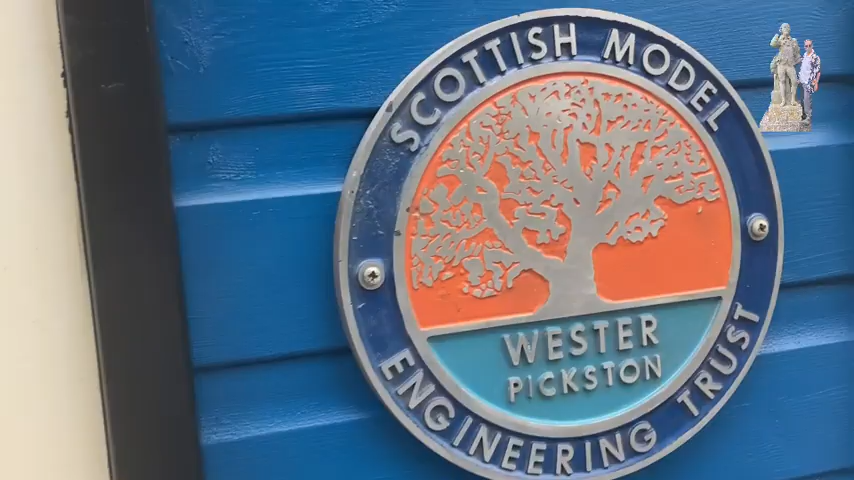 SCOTTISH MODEL
ENGINEERING TRUST
WESTER
PICKSTON